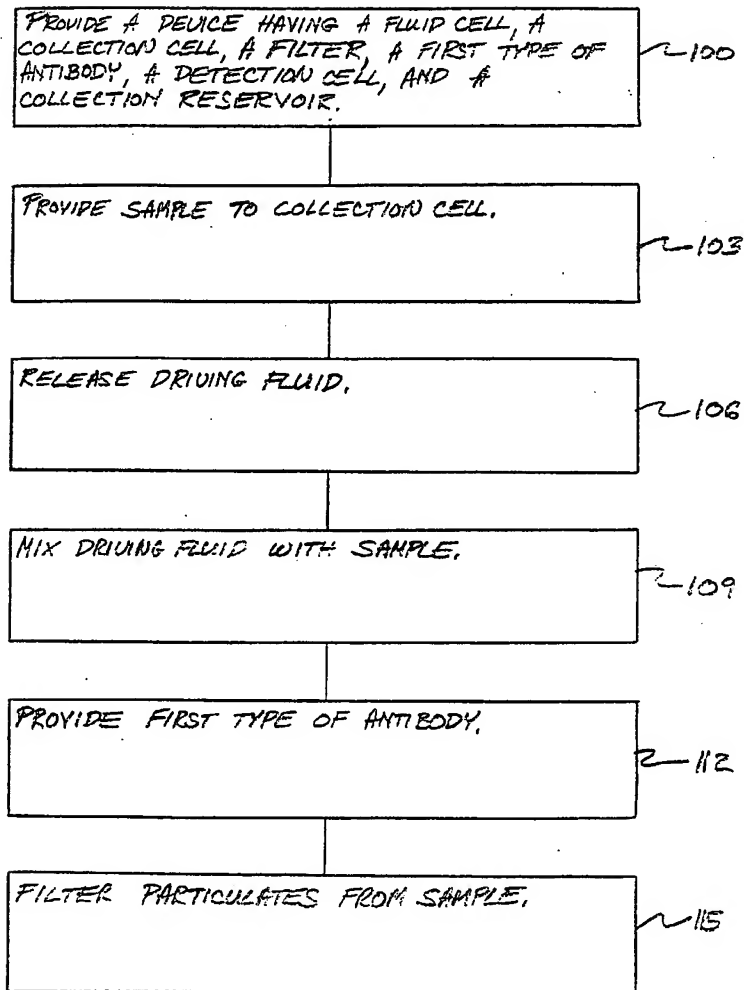 PROVIDE A DEVICE HAVING A FLUID CELL, A
COLLECTION CELL, A FILTER, A FIRST TYPE OF
ANTIBODY, A DETECTION CELL, AND A
COLLECTION RESERVOIR.
100
PROVIDE SAMPLE TO COLLECTION CELL.
103
RELEASE DRIVING FLUID.
106
MIX DRIVING FLUID WITH SAMPLE.
109
PROVIDE FIRST TYPE OF ANTIBODY.
112
FILTER PARTICULATES FROM SAMPLE.
115